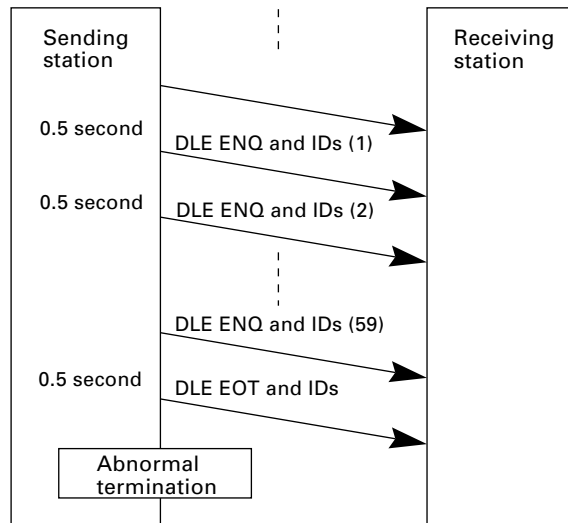 Sending
station
Receiving
station
0.5 second
DLE ENQ and IDs (1)
0.5 second
DLE ENQ and IDs (2)
DLE ENQ and IDs (59)
0.5 second
DLE EOT and IDs
Abnormal
termination